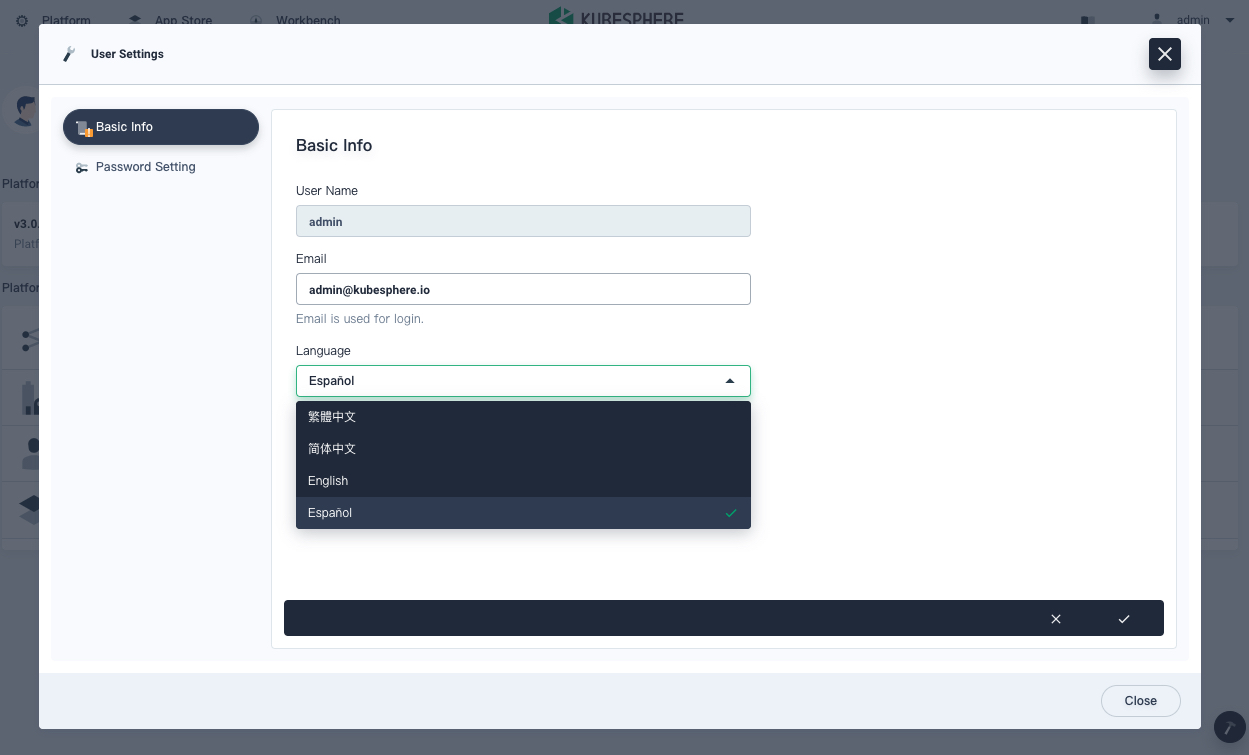 Platform App Store Workbench KUBESPHERE admin
User Settings
Basic Info
Password Setting
Basic Info
User Name
admin
Email
admin@kubesphere.io
Email is used for login.
Language
Español
繁體中文
简体中文
English
Español
Close
Platfor
v3.0.
Platf
Platfor